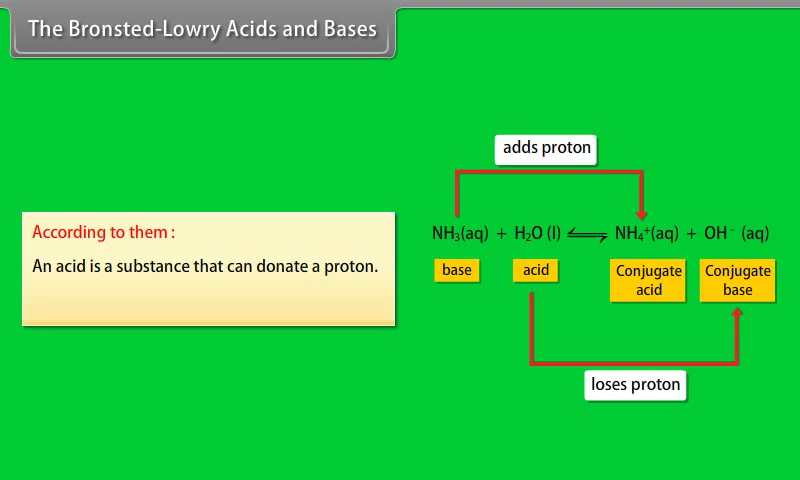 The Bronsted-Lowry Acids and Bases
adds proton
According to them :
An acid is a substance that can donate a proton.
NH₃(aq) + H₂O (l) ⇌ NH₄⁺(aq) + OH⁻ (aq)
base
acid
Conjugate
acid
Conjugate
base
loses proton